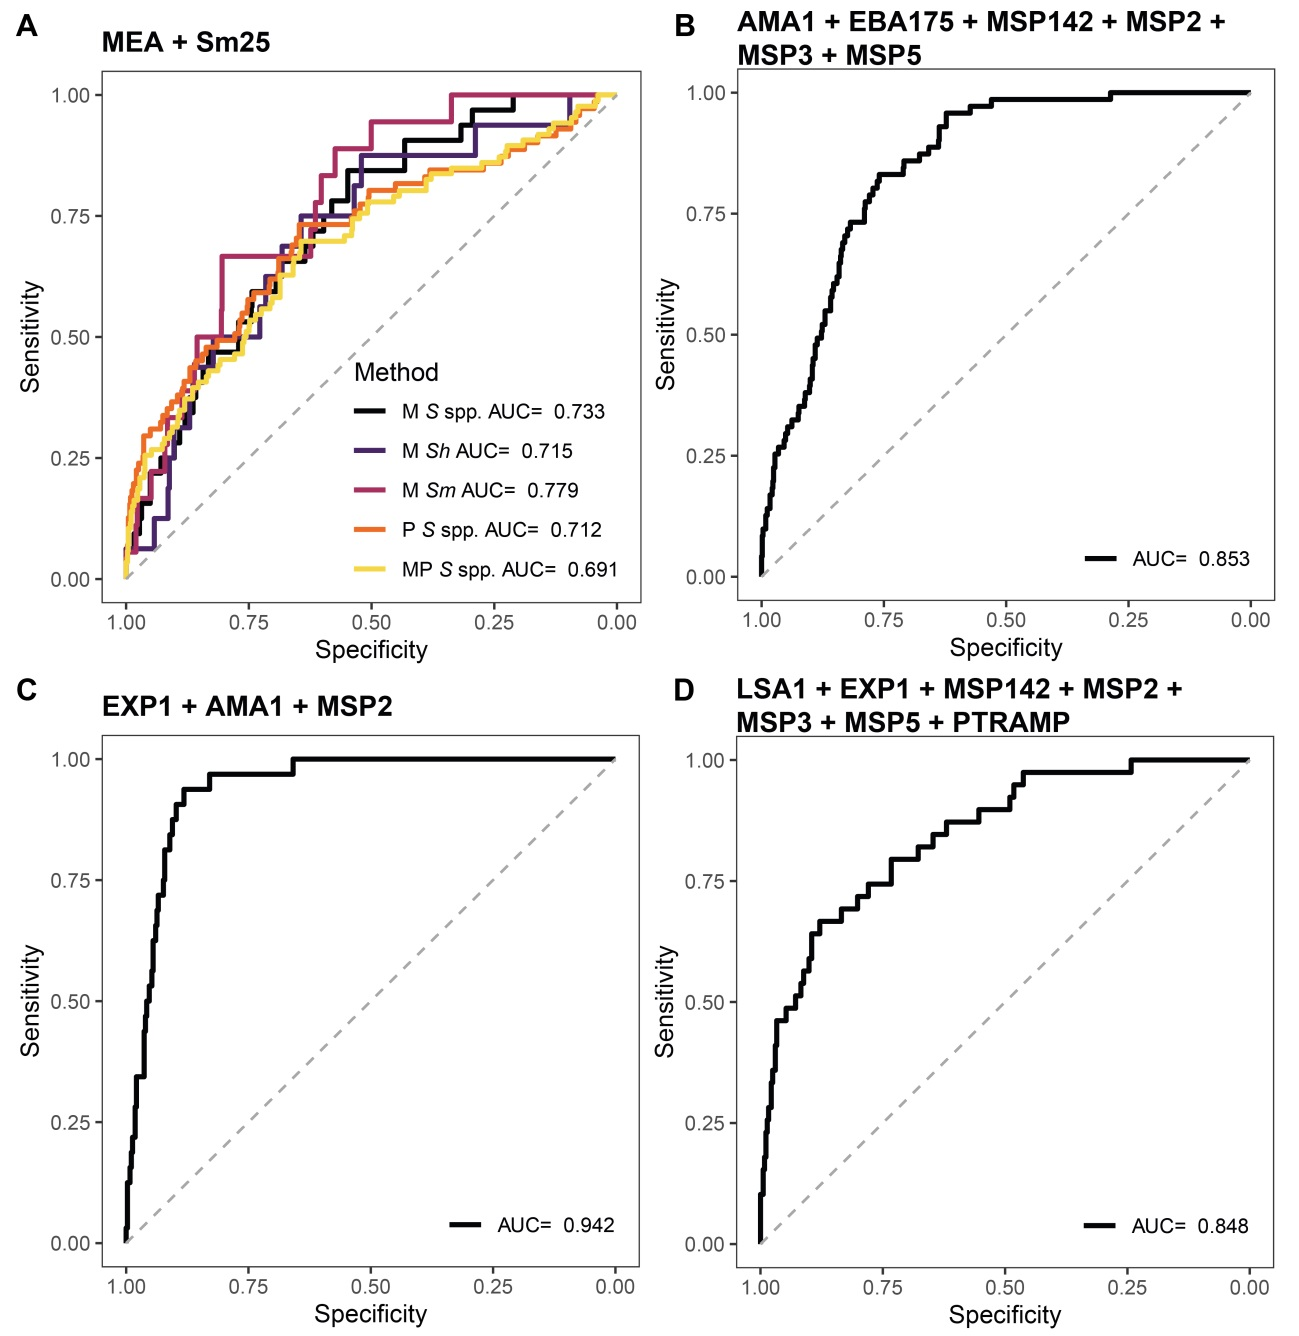 A
MEA + Sm25
1.00
0.75
0.50
0.25
0.00
Sensitivity
Method
M S spp. AUC= 0.733
M Sh AUC= 0.715
M Sm AUC= 0.779
P S spp. AUC= 0.712
MP S spp. AUC= 0.691
1.00 0.75 0.50 0.25 0.00
Specificity
B
AMA1 + EBA175 + MSP142 + MSP2 +
MSP3 + MSP5
1.00
0.75
0.50
0.25
0.00
Sensitivity
AUC= 0.853
1.00 0.75 0.50 0.25 0.00
Specificity
C
EXP1 + AMA1 + MSP2
1.00
0.75
0.50
0.25
0.00
Sensitivity
AUC= 0.942
1.00 0.75 0.50 0.25 0.00
Specificity
D
LSA1 + EXP1 + MSP142 + MSP2 +
MSP3 + MSP5 + PTRAMP
1.00
0.75
0.50
0.25
0.00
Sensitivity
AUC= 0.848
1.00 0.75 0.50 0.25 0.00
Specificity